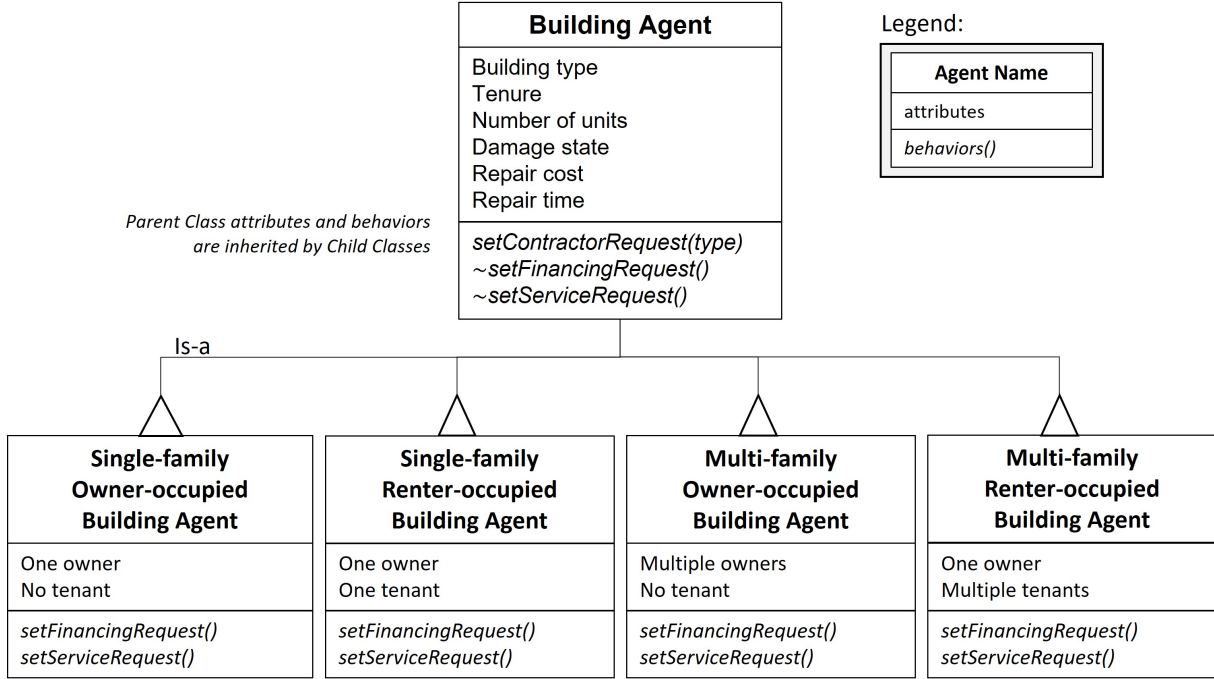 Building Agent
Building type
Tenure
Number of units
Damage state
Repair cost
Repair time
setContractorRequest(type)
~setFinancingRequest()
~setServiceRequest()
Legend:
Agent Name
attributes
behaviors()
Parent Class attributes and behaviors
are inherited by Child Classes
Is-a
Single-family
Owner-occupied
Building Agent
One owner
No tenant
setFinancingRequest()
setServiceRequest()
Single-family
Renter-occupied
Building Agent
One owner
One tenant
setFinancingRequest()
setServiceRequest()
Multi-family
Owner-occupied
Building Agent
Multiple owners
No tenant
setFinancingRequest()
setServiceRequest()
Multi-family
Renter-occupied
Building Agent
One owner
Multiple tenants
setFinancingRequest()
setServiceRequest()